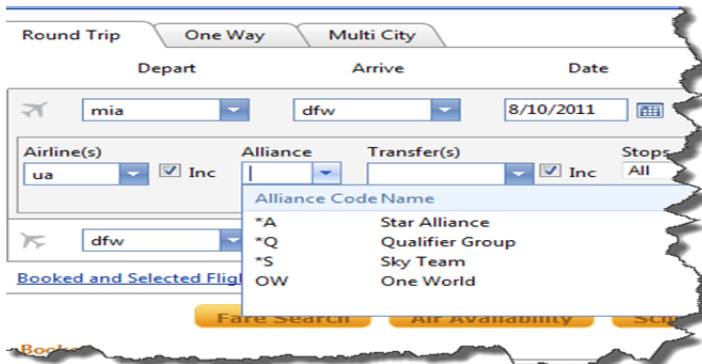 Round Trip One Way Multi City
Depart Arrive Date
mia dfw 8/10/2011
Airline(s) Alliance Transfer(s) Stops
ua Inc Inc All
Alliance Code Name
*A Star Alliance
*Q Qualifier Group
*S Sky Team
OW One World
dfw
Booked and Selected Flig
Fare Search Air Availability